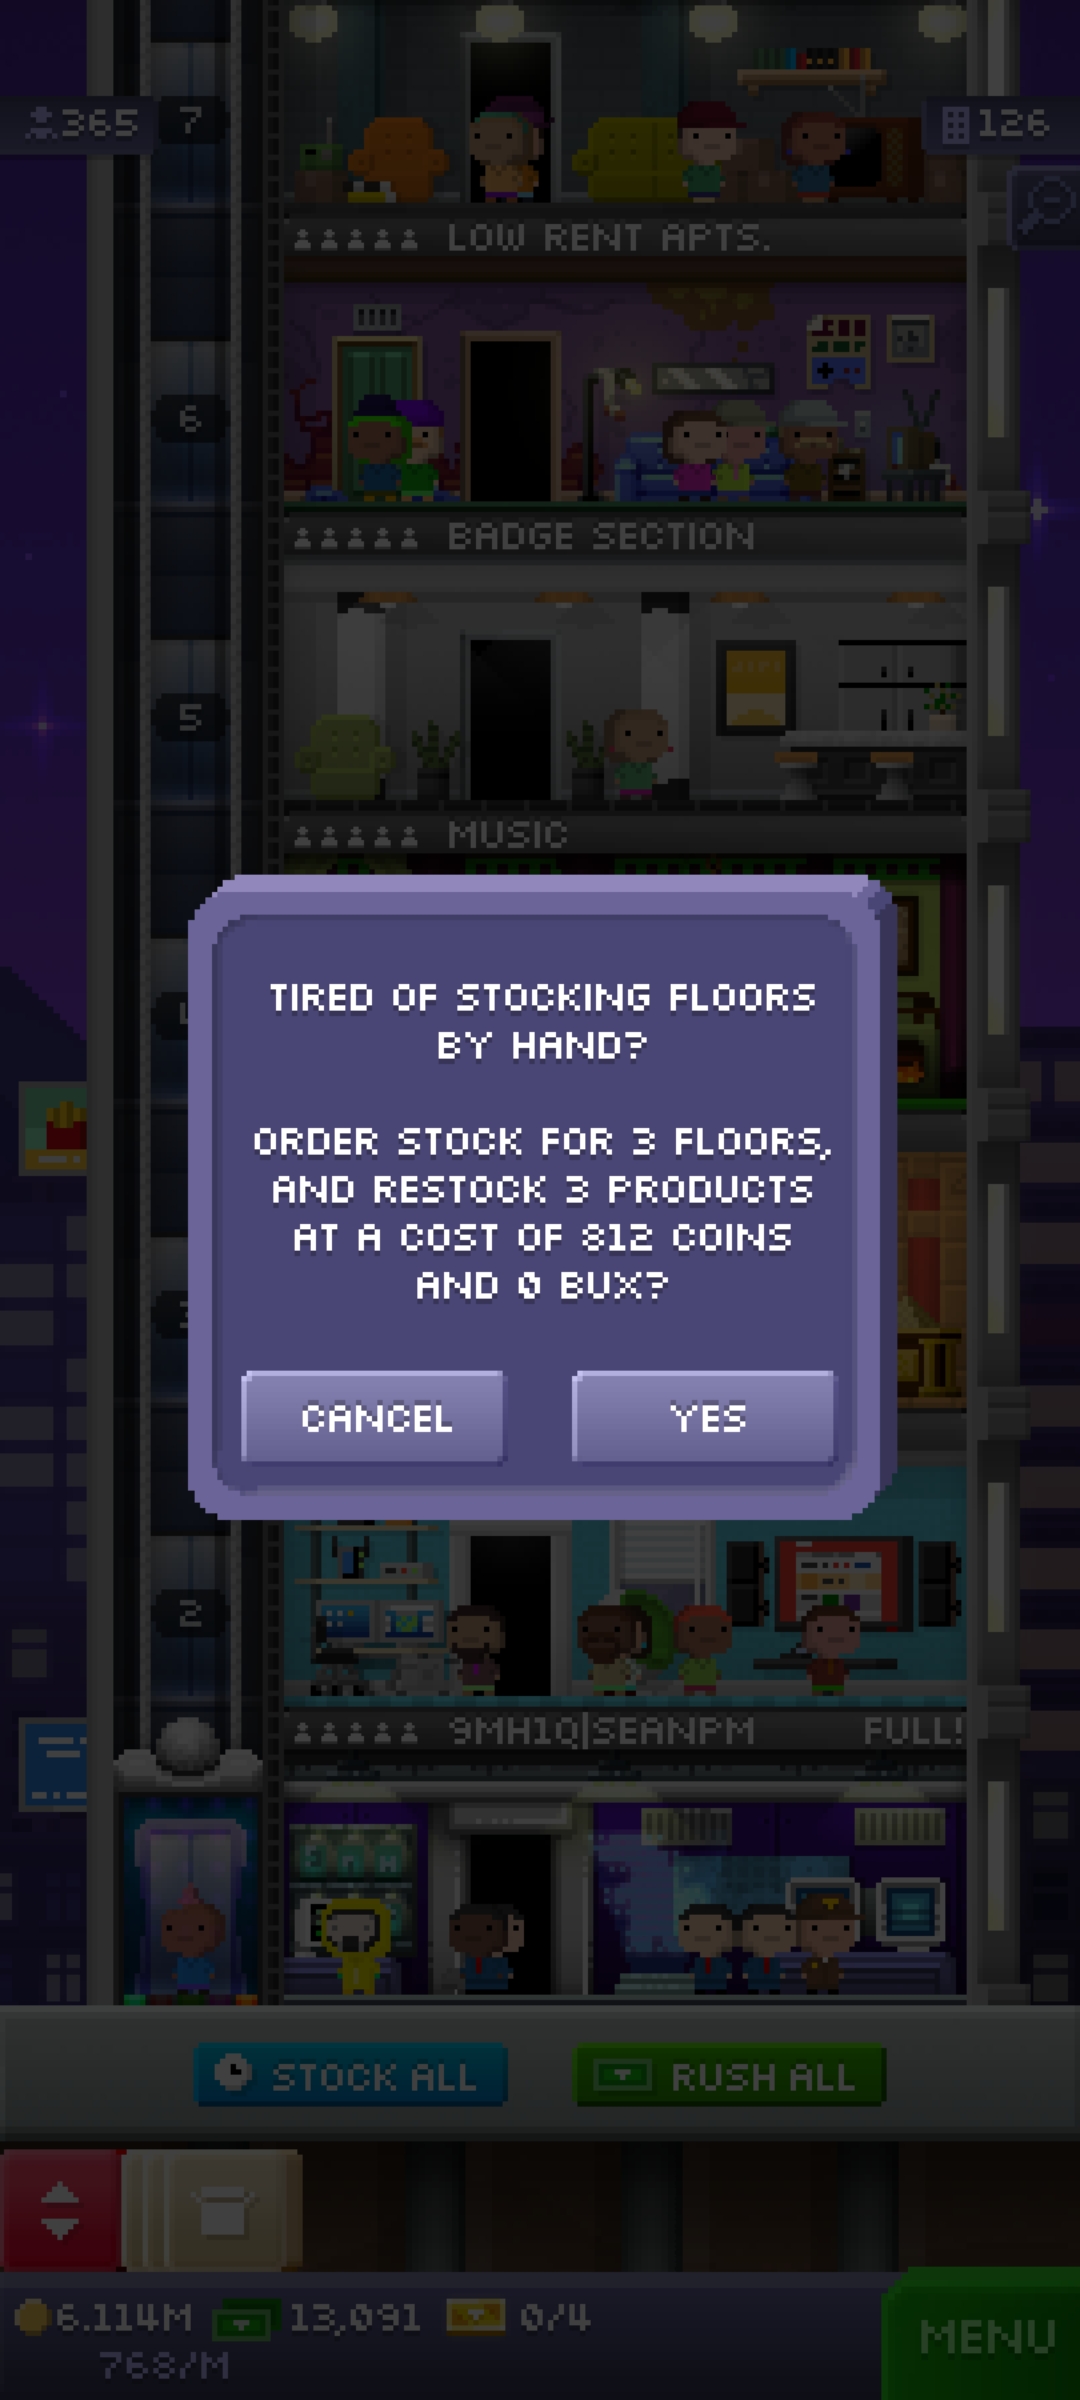 365
7
126
LOW RENT APTS.
6
BADGE SECTION
5
MUSIC
TIRED OF STOCKING FLOORS
BY HAND?
ORDER STOCK FOR 3 FLOORS,
AND RESTOCK 3 PRODUCTS
AT A COST OF 812 COINS
AND 0 BUX?
CANCEL
YES
2
9MH1Q|SEANPM
FULL!
STOCK ALL
RUSH ALL
6.114M
13,091
0/4
768/M
MENU